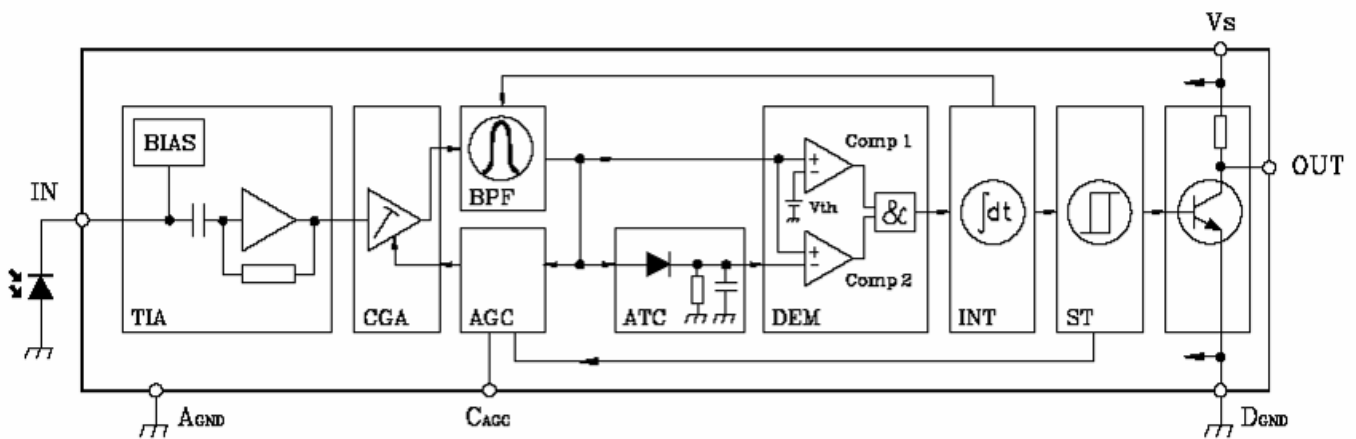 Vs
BIAS
Comp 1
+
−
Vth
IN
BPF
&
∫dt
OUT
+
−
Comp 2
TIA
CGA
AGC
ATC
DEM
INT
ST
AGND
CAGC
DGND